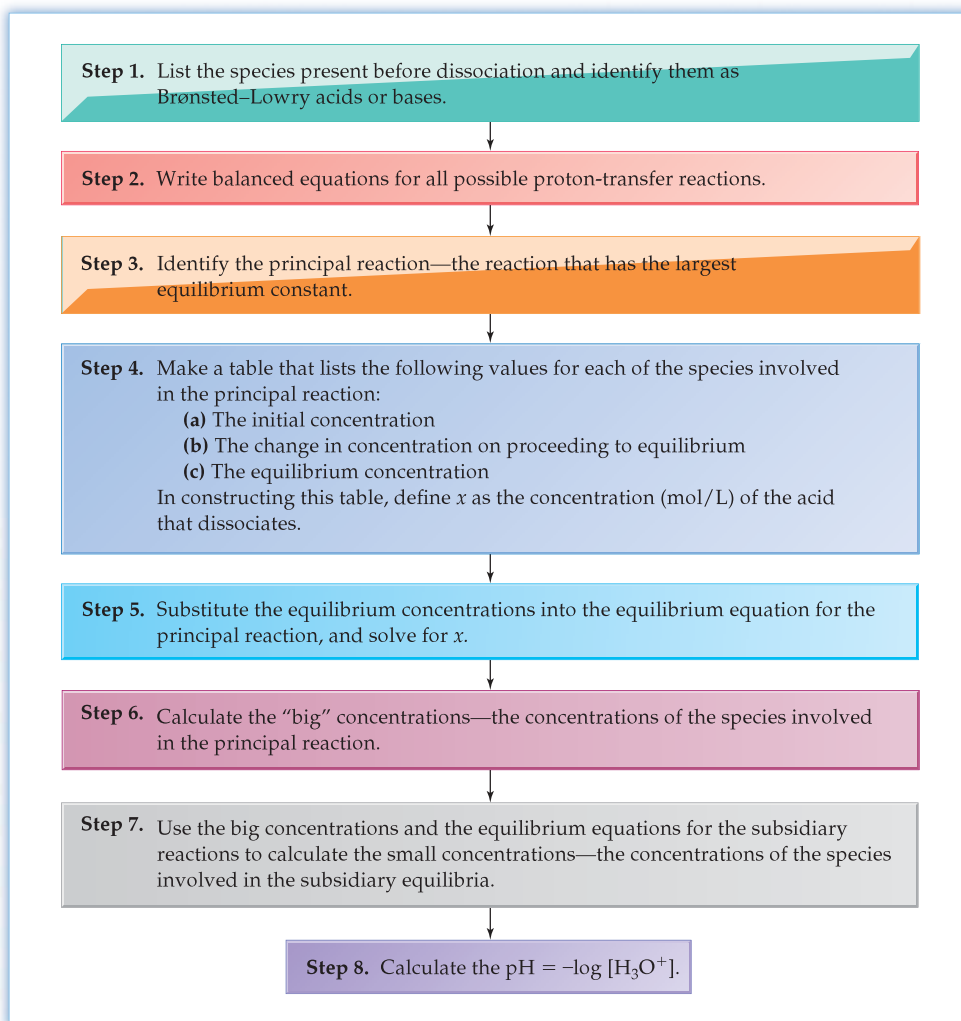 Step 1. List the species present before dissociation and identify them as
Brønsted–Lowry acids or bases.
Step 2. Write balanced equations for all possible proton-transfer reactions.
Step 3. Identify the principal reaction—the reaction that has the largest
equilibrium constant.
Step 4. Make a table that lists the following values for each of the species involved
in the principal reaction:
(a) The initial concentration
(b) The change in concentration on proceeding to equilibrium
(c) The equilibrium concentration
In constructing this table, define x as the concentration (mol/L) of the acid
that dissociates.
Step 5. Substitute the equilibrium concentrations into the equilibrium equation for the
principal reaction, and solve for x.
Step 6. Calculate the “big” concentrations—the concentrations of the species involved
in the principal reaction.
Step 7. Use the big concentrations and the equilibrium equations for the subsidiary
reactions to calculate the small concentrations—the concentrations of the species
involved in the subsidiary equilibria.
Step 8. Calculate the pH = –log [H₃O⁺].